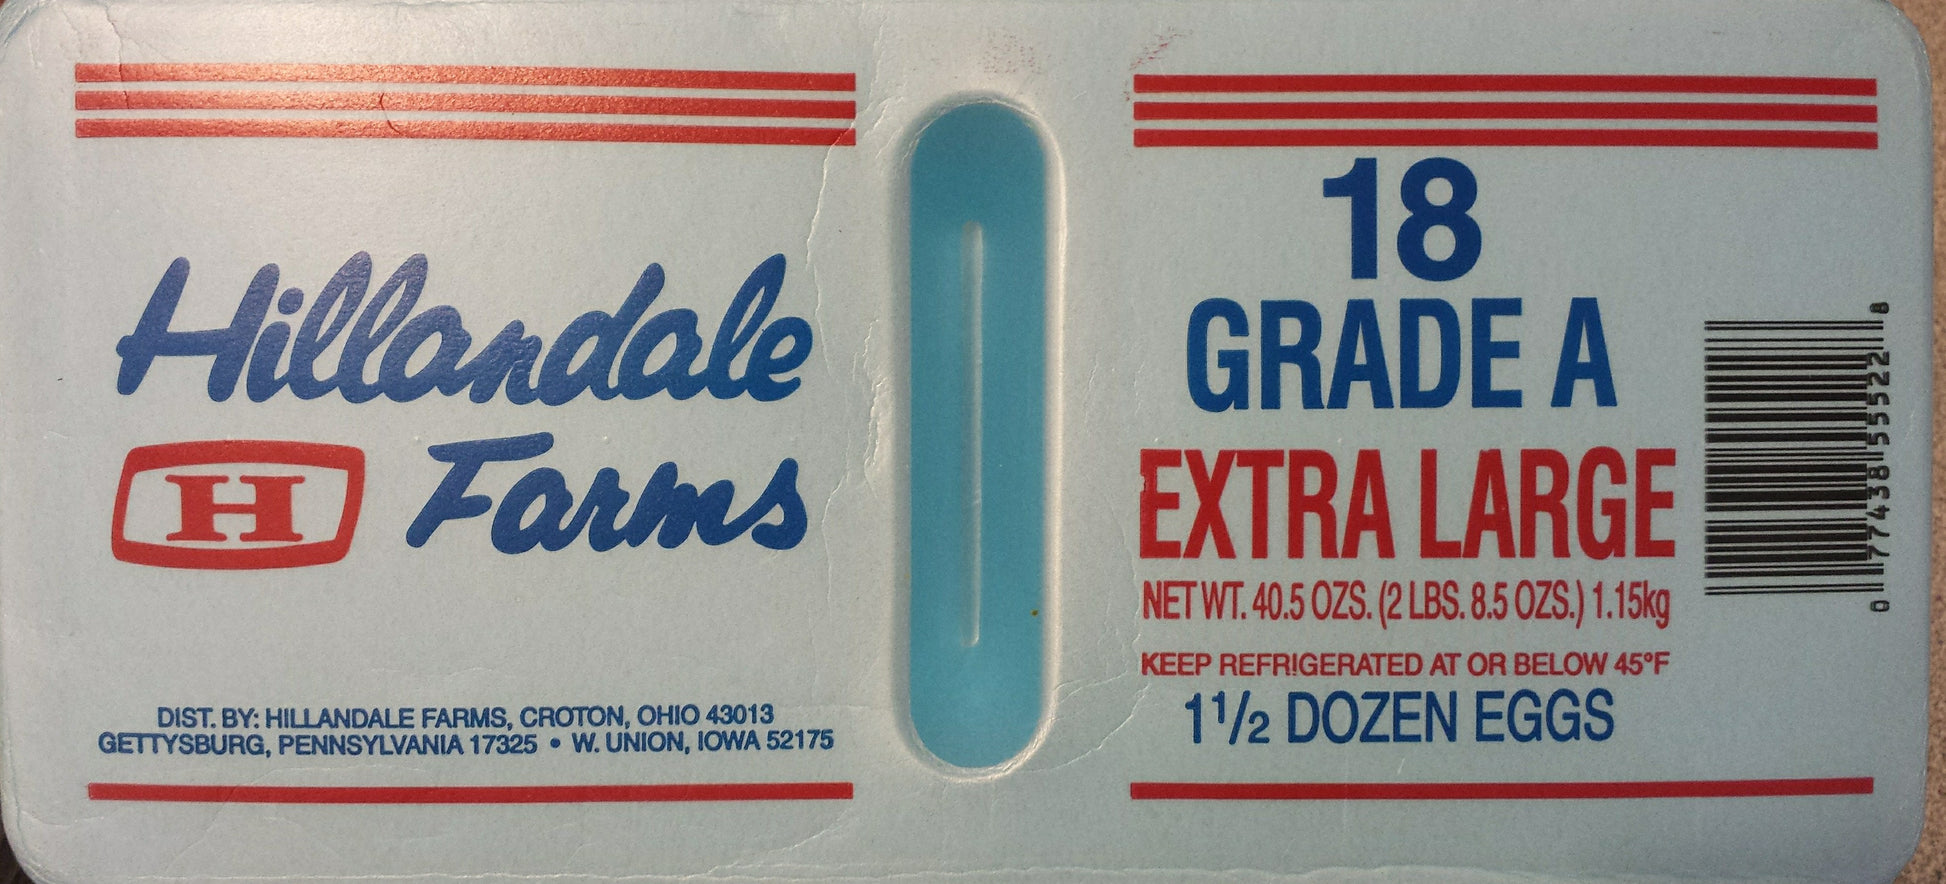 Hillandale
H Farms
DIST. BY: HILLANDALE FARMS, CROTON, OHIO 43013
GETTYSBURG, PENNSYLVANIA 17325 • W. UNION, IOWA 52175
18
GRADE A
EXTRA LARGE
NET WT. 40.5 OZS. (2 LBS. 8.5 OZS.) 1.15kg
KEEP REFRIGERATED AT OR BELOW 45°F
1 1/2 DOZEN EGGS
0 77438 55522 8